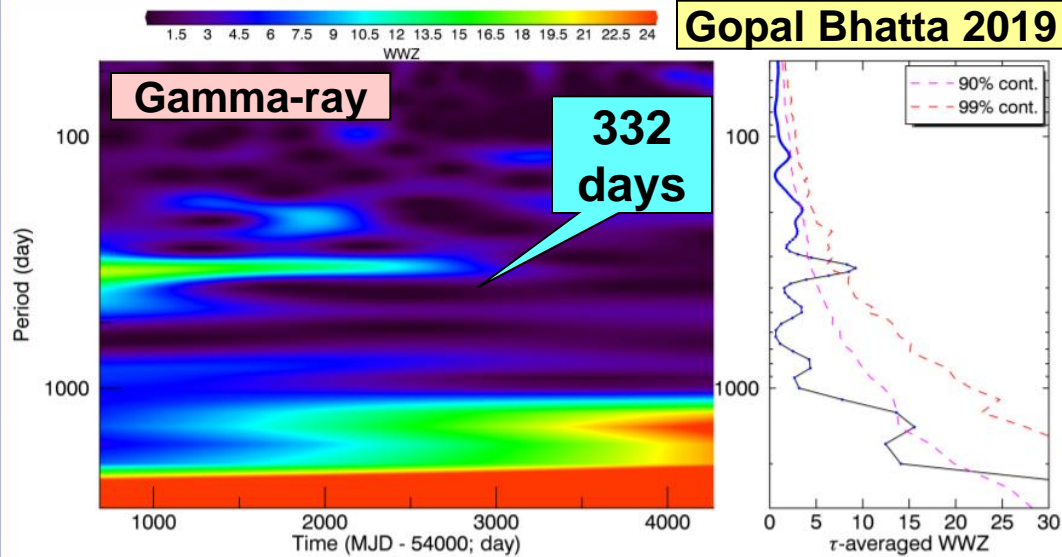 Gopal Bhatta 2019
1.5 3 4.5 6 7.5 9 10.5 12 13.5 15 16.5 18 19.5 21 22.5 24
WWZ
Gamma-ray
332
days
90% cont.
99% cont.
100
1000
Period (day)
1000 2000 3000 4000
Time (MJD - 54000; day)
100
1000
0 5 10 15 20 25 30
τ-averaged WWZ